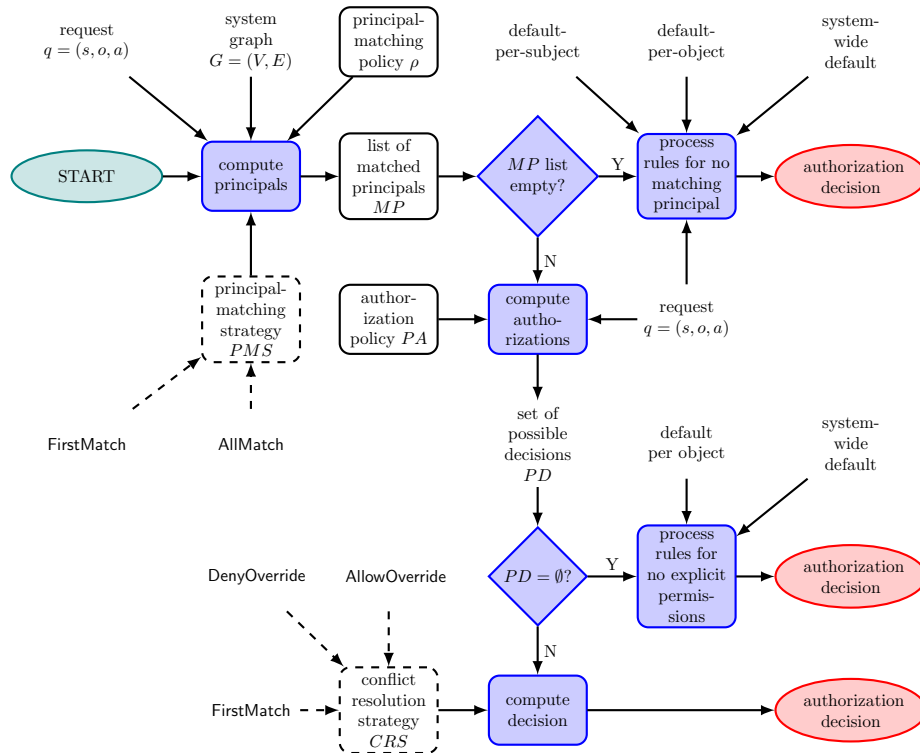 request
q = (s, o, a)
system
graph
G = (V, E)
principal-
matching
policy ρ
default-
per-subject
default-
per-object
system-
wide
default
START
compute
principals
list of
matched
principals
MP
MP list
empty?
Y
process
rules for no
matching
principal
authorization
decision
N
principal-
matching
strategy
PMS
author-
ization
policy PA
compute
autho-
rizations
request
q = (s, o, a)
FirstMatch
AllMatch
set of
possible
decisions
PD
default
per object
system-
wide
default
DenyOverride
AllowOverride
PD = ∅?
Y
process
rules for
no explicit
permis-
sions
authorization
decision
N
FirstMatch
conflict
resolution
strategy
CRS
compute
decision
authorization
decision